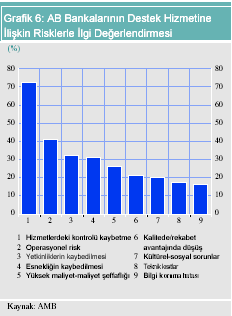 Grafik 6: AB Bankalarının Destek Hizmetine
İlişkin Risklerle İlgi Değerlendirmesi
(%)
80 80
70 70
60 60
50 50
40 40
30 30
20 20
10 10
0 0
1 2 3 4 5 6 7 8 9
1 Hizmetlerdeki kontrolü kaybetme
2 Operasyonel risk
3 Yetkinliklerin kaybedilmesi
4 Esnekliğin kaybedilmesi
5 Yüksek maliyet-maliyet şeffaflığı
6 Kalitede/rekabet
avantajında düşüş
7 Kültürel-sosyal sorunlar
8 Teknik
9 Bilgi koruma
Kaynak: AMB